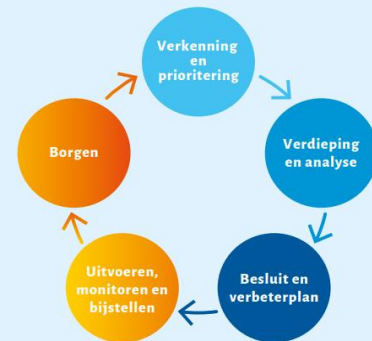 Verkenning
en
prioritering
Verdieping
en analyse
Besluit en
verbeterplan
Uitvoeren,
monitoren en
bijstellen
Borgen